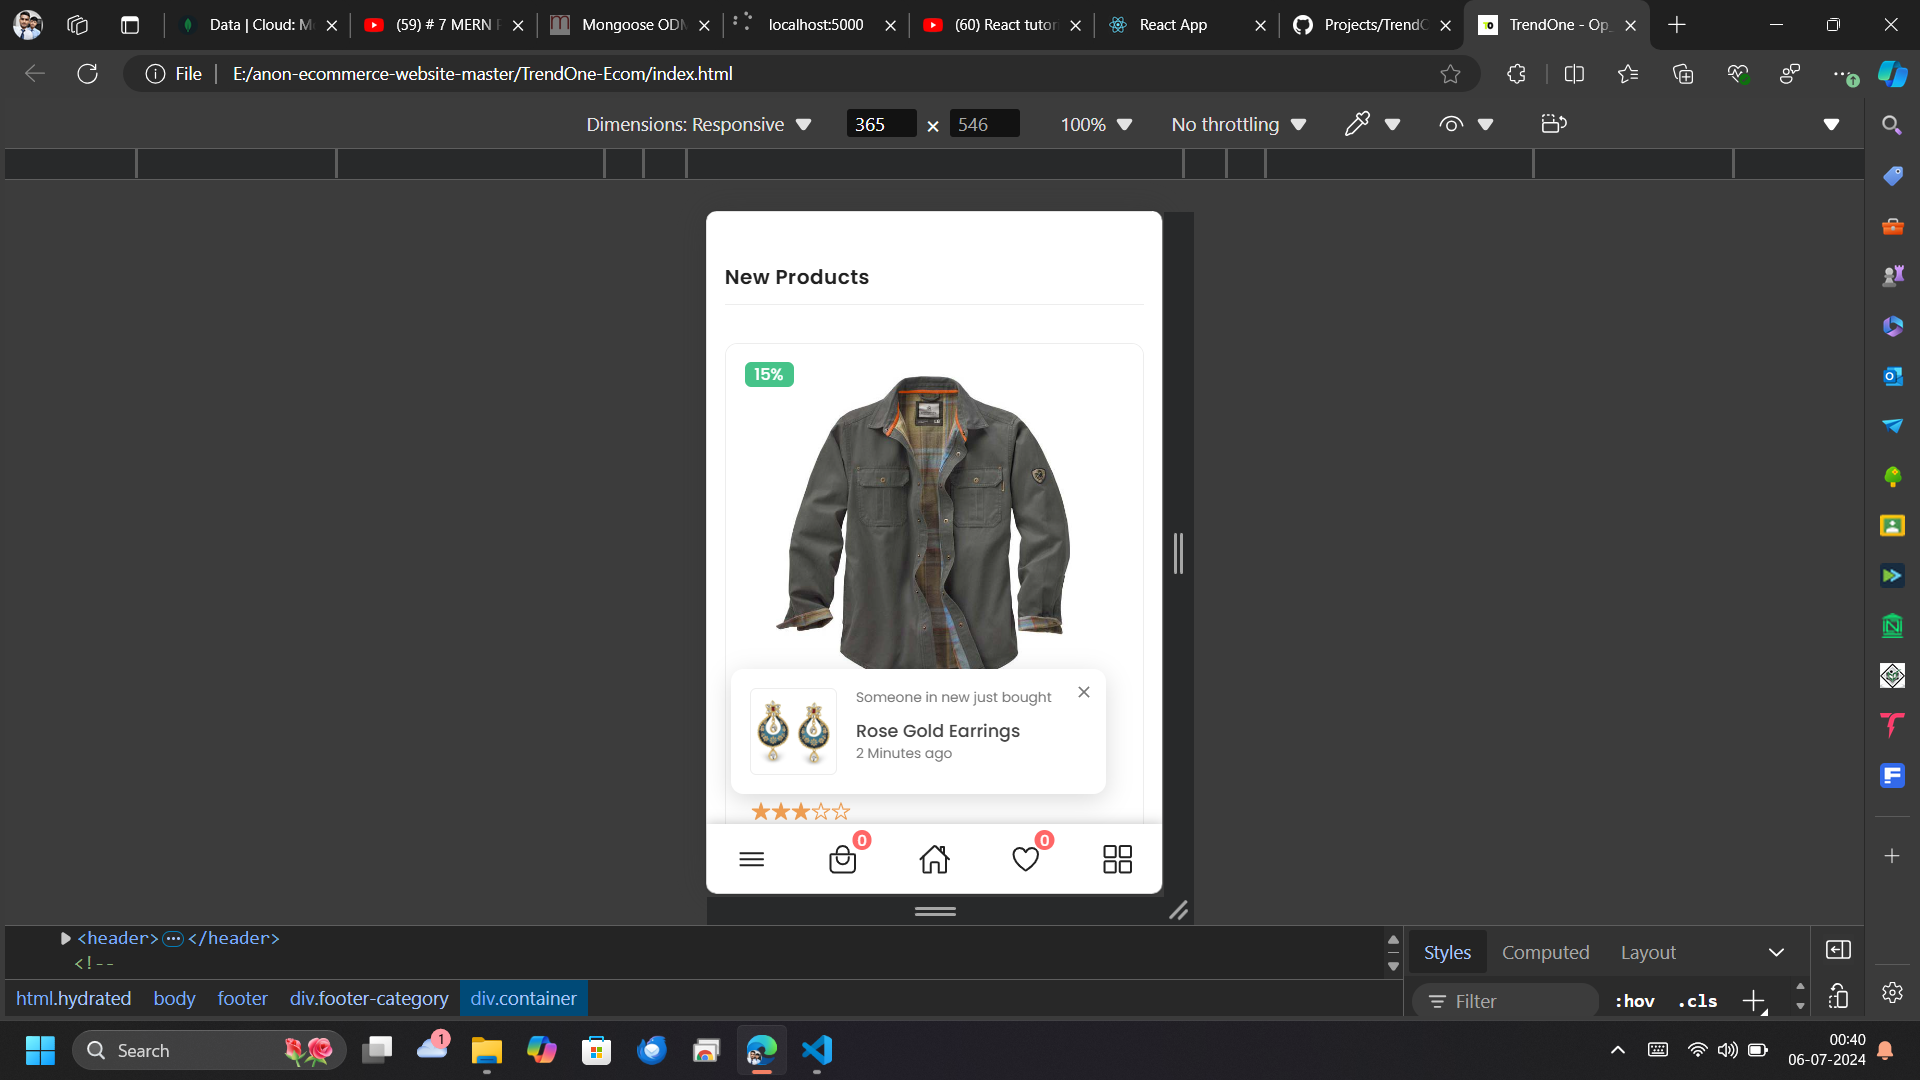 Data | Cloud: M
(59) # 7 MERN P
Mongoose ODM
localhost:5000
(60) React tutor
React App
Projects/TrendO
TrendOne - Op
File
E:/anon-ecommerce-website-master/TrendOne-Ecom/index.html
Dimensions: Responsive
365
×
546
100%
No throttling
New Products
15%
Someone in new just bought
Rose Gold Earrings
2 Minutes ago
0
0
<header>…</header>
<!--
html.hydrated
body
footer
div.footer-category
div.container
Styles
Computed
Layout
Filter
:hov
.cls
Search
1
00:40
06-07-2024